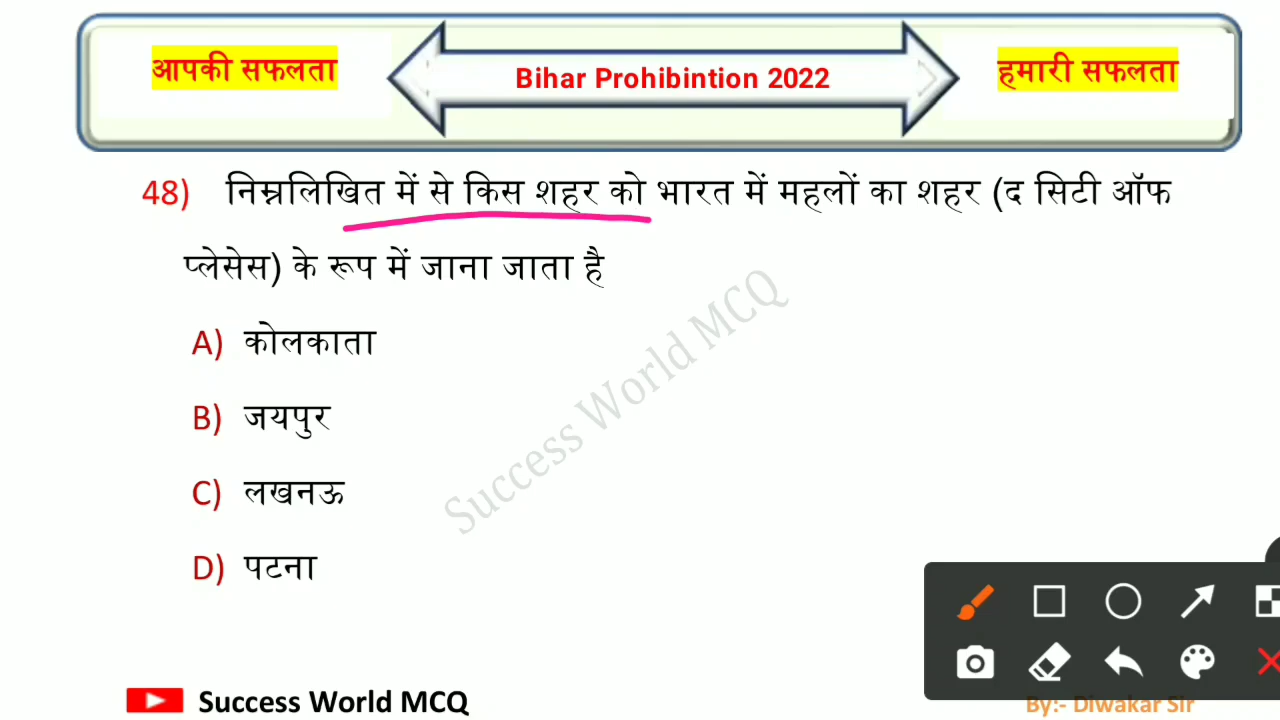 आपकी सफलता
Bihar Prohibintion 2022
हमारी सफलता
48) निम्नलिखित में से किस शहर को भारत में महलों का शहर (द सिटी ऑफ
प्लेसेस) के रूप में जाना जाता है
A) कोलकाता
B) जयपुर
C) लखनऊ
D) पटना
Success World MCQ
Success World MCQ
By:- Diwakar Sir